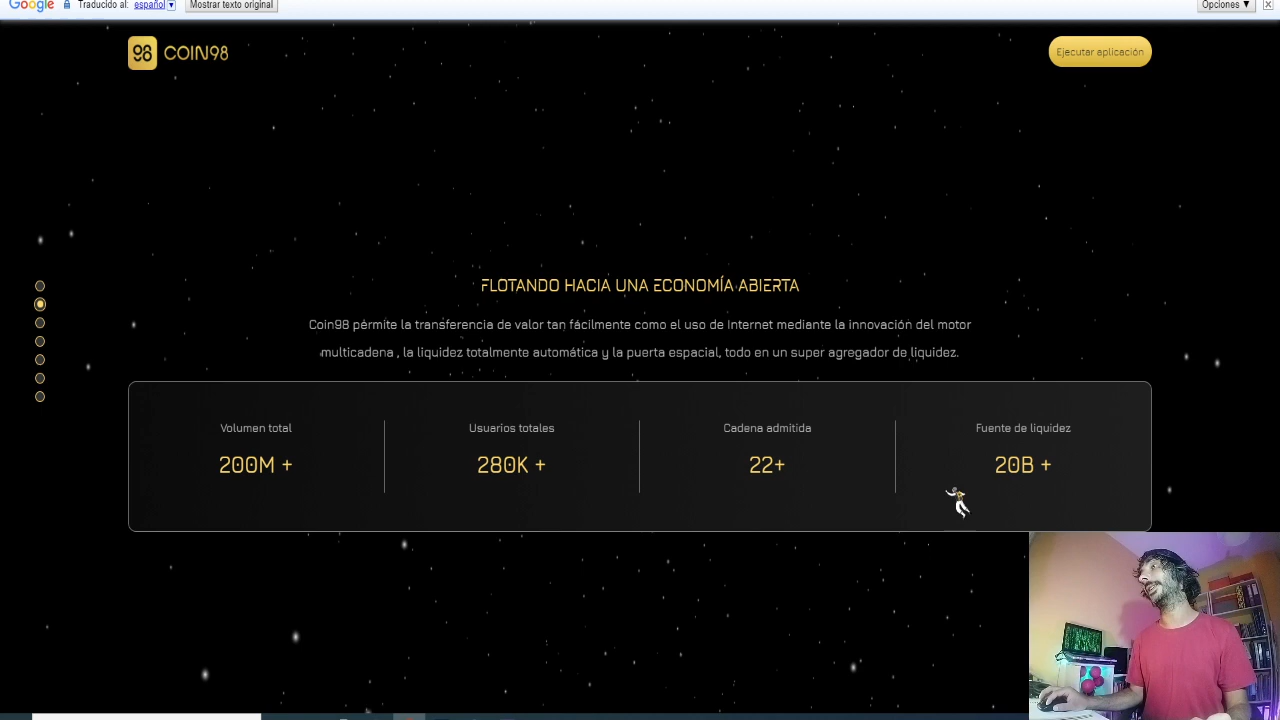 Google Traducido al: español Mostrar texto original Opciones ▼
98 COIN98
Ejecutar aplicación
FLOTANDO HACIA UNA ECONOMÍA ABIERTA
Coin98 permite la transferencia de valor tan fácilmente como el uso de Internet mediante la innovación del motor
multicadena , la liquidez totalmente automática y la puerta espacial, todo en un super agregador de liquidez.
Volumen total
200M +
Usuarios totales
280K +
Cadena admitida
22+
Fuente de liquidez
20B +